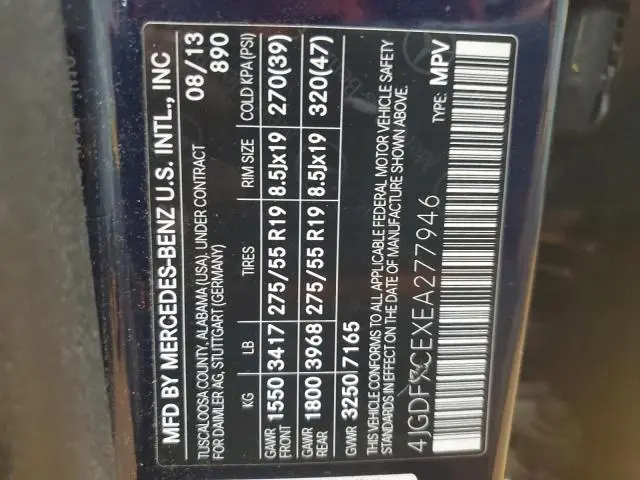 MFD BY MERCEDES-BENZ U.S. INTL., INC
TUSCALOOSA COUNTY, ALABAMA (USA), UNDER CONTRACT 08/13
FOR DAIMLER AG, STUTTGART (GERMANY) 890
KG LB TIRES RIM SIZE COLD KPA (PSI)
GAWR FRONT 1550 3417 275/55 R19 8.5Jx19 270(39)
GAWR REAR 1800 3968 275/55 R19 8.5Jx19 320(47)
GVWR 3250 7165
THIS VEHICLE CONFORMS TO ALL APPLICABLE FEDERAL MOTOR VEHICLE SAFETY
STANDARDS IN EFFECT ON THE DATE OF MANUFACTURE SHOWN ABOVE.
4JGDF7CEXEA277946 TYPE: MPV